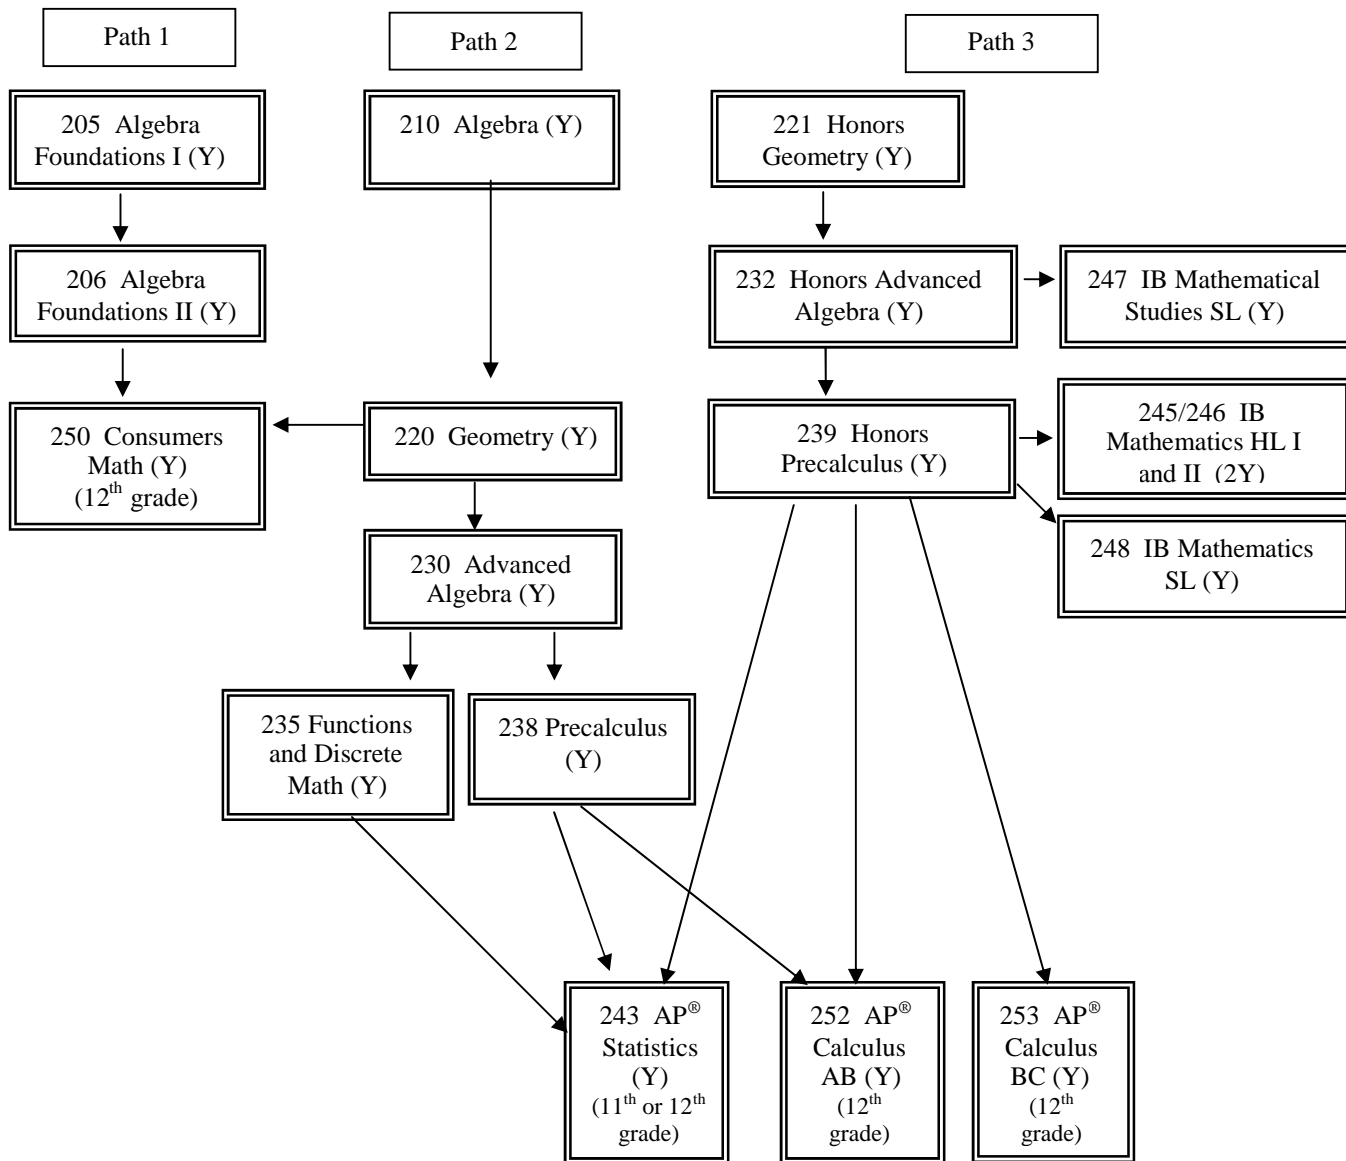 Path 1
Path 2
Path 3
205 Algebra
Foundations I (Y)
210 Algebra (Y)
221 Honors
Geometry (Y)
206 Algebra
Foundations II (Y)
232 Honors Advanced
Algebra (Y)
247 IB Mathematical
Studies SL (Y)
250 Consumers
Math (Y)
(12th grade)
220 Geometry (Y)
239 Honors
Precalculus (Y)
245/246 IB
Mathematics HL I
and II (2Y)
248 IB Mathematics
SL (Y)
230 Advanced
Algebra (Y)
235 Functions
and Discrete
Math (Y)
238 Precalculus
(Y)
243 AP®
Statistics
(Y)
(11th or 12th
grade)
252 AP®
Calculus
AB (Y)
(12th
grade)
253 AP®
Calculus
BC (Y)
(12th
grade)